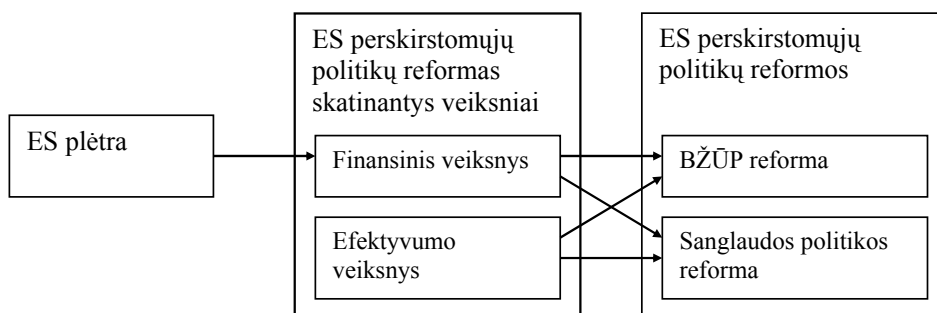 ES plėtra
ES perskirstomųjų
politikų reformas
skatinantys veiksniai
Finansinis veiksnys
Efektyvumo
veiksnys
ES perskirstomųjų
politikų reformos
BŽŪP reforma
Sanglaudos politikos
reforma